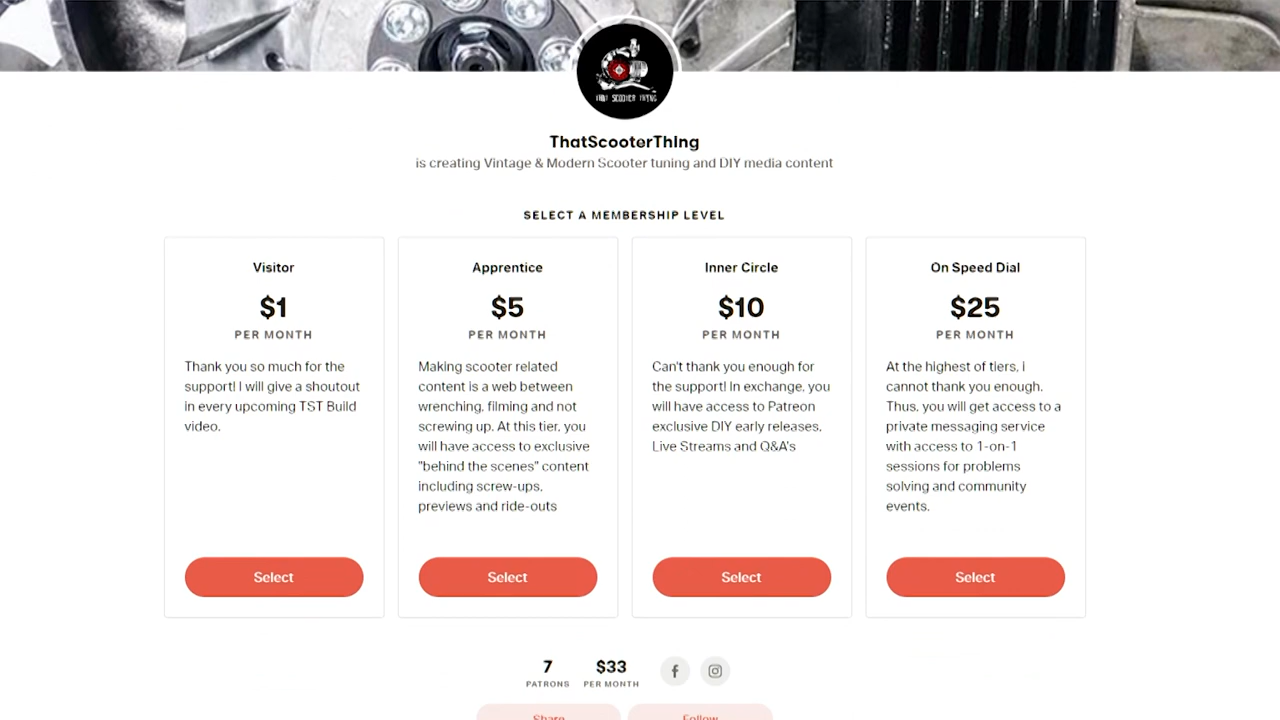 THAT SCOOTER THING
ThatScooterThIng
is creating Vintage & Modern Scooter tuning and DIY media content
SELECT A MEMBERSHIP LEVEL
Visitor
$1
PER MONTH
Thank you so much for the
support! I will give a shoutout
in every upcoming TST Build
video.
Select
Apprentice
$5
PER MONTH
Making scooter related
content is a web between
wrenching, filming and not
screwing up. At this tier, you
will have access to exclusive
"behind the scenes" content
including screw-ups,
previews and ride-outs
Select
Inner Circle
$10
PER MONTH
Can't thank you enough for
the support! In exchange, you
will have access to Patreon
exclusive DIY early releases,
Live Streams and Q&A's
Select
On Speed Dial
$25
PER MONTH
At the highest of tiers, i
cannot thank you enough.
Thus, you will get access to a
private messaging service
with access to 1-on-1
sessions for problems
solving and community
events.
Select
7
PATRONS
$33
PER MONTH
Share
Follow